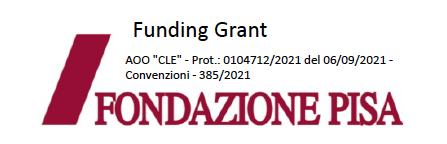 Funding Grant
AOO "CLE" - Prot.: 0104712/2021 del 06/09/2021 -
Convenzioni - 385/2021
FONDAZIONE PISA